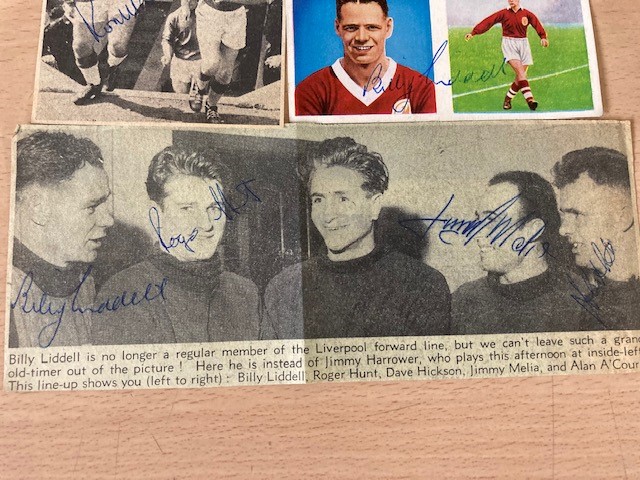 Billy Liddell
Billy Liddell
Roger Hunt
Jimmy Melia
Billy Liddell is no longer a regular member of the Liverpool forward line, but we can't leave such a grand
old-timer out of the picture ! Here he is instead of Jimmy Harrower, who plays this afternoon at inside-left
This line-up shows you (left to right) : Billy Liddell, Roger Hunt, Dave Hickson, Jimmy Melia, and Alan A'Cour